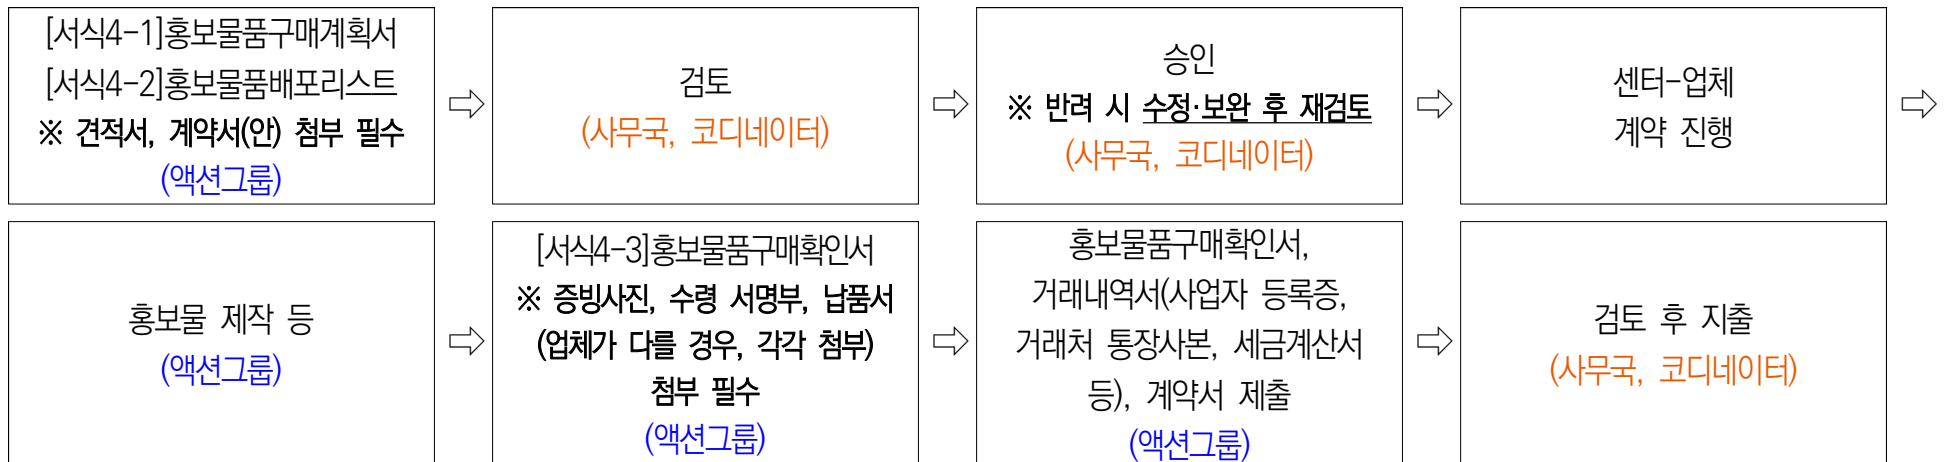 [서식4-1]홍보물품구매계획서
[서식4-2]홍보물품배포리스트
※ 견적서, 계약서(안) 첨부 필수
(액션그룹)
⇨
검토
(사무국, 코디네이터)
⇨
승인
※ 반려 시 수정·보완 후 재검토
(사무국, 코디네이터)
⇨
센터-업체
계약 진행
⇨
홍보물 제작 등
(액션그룹)
⇨
[서식4-3]홍보물품구매확인서
※ 증빙사진, 수령 서명부, 납품서
(업체가 다를 경우, 각각 첨부)
첨부 필수
(액션그룹)
⇨
홍보물품구매확인서,
거래내역서(사업자 등록증,
거래처 통장사본, 세금계산서
등), 계약서 제출
(액션그룹)
⇨
검토 후 지출
(사무국, 코디네이터)